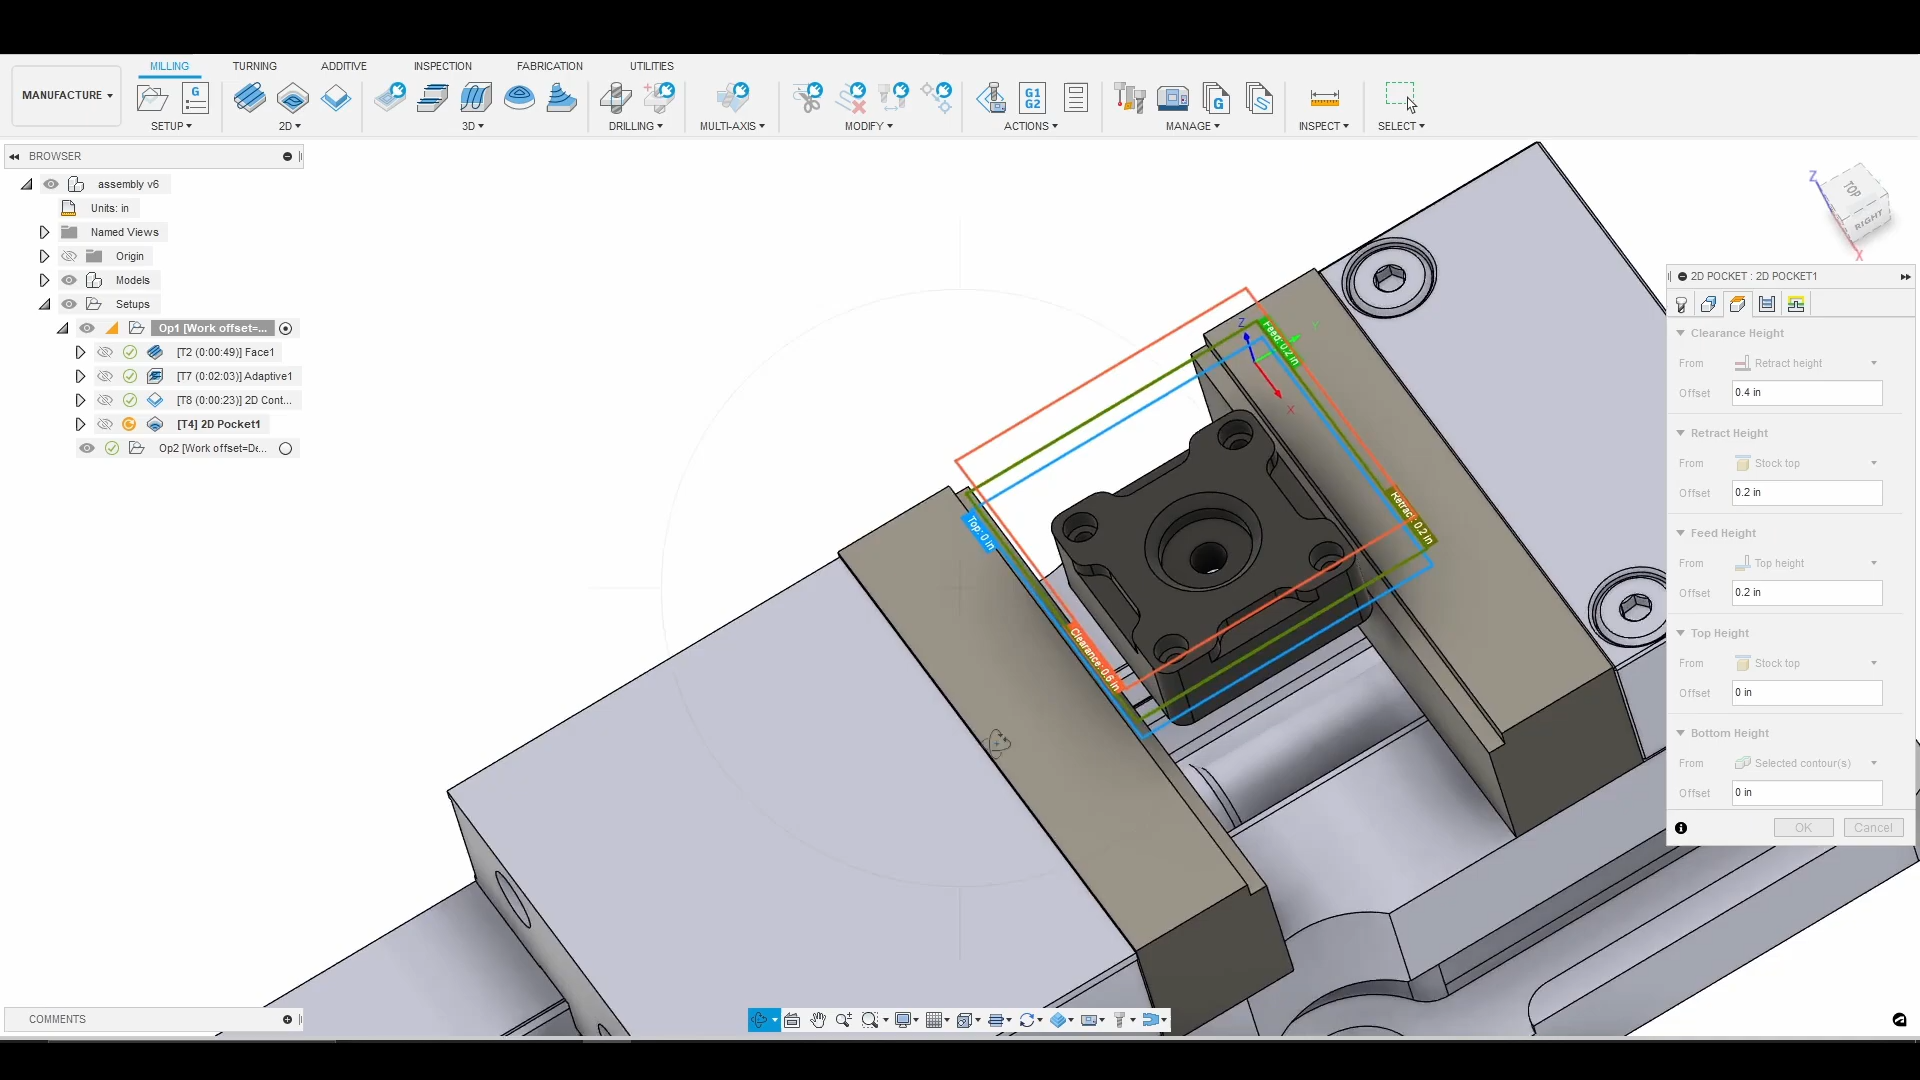 MILLING TURNING ADDITIVE INSPECTION FABRICATION UTILITIES
MANUFACTURE
G
G1
G2
G
SETUP 2D 3D DRILLING MULTI-AXIS MODIFY ACTIONS MANAGE INSPECT SELECT
BROWSER
assembly v6
Units: in
Named Views
Origin
Models
Setups
Op1 [Work offset=...
[T2 (0:00:49)] Face1
[T7 (0:02:03)] Adaptive1
[T8 (0:00:23)] 2D Cont...
[T4] 2D Pocket1
Op2 [Work offset=De...
Z
TOP
RIGHT
X
Z
Y
X
Feed: 0.2 in
Retract: 0.2 in
Top: 0 in
Clearance: 0.6 in
2D POCKET : 2D POCKET1
Clearance Height
From Retract height
Offset 0.4 in
Retract Height
From Stock top
Offset 0.2 in
Feed Height
From Top height
Offset 0.2 in
Top Height
From Stock top
Offset 0 in
Bottom Height
From Selected contour(s)
Offset 0 in
OK Cancel
COMMENTS